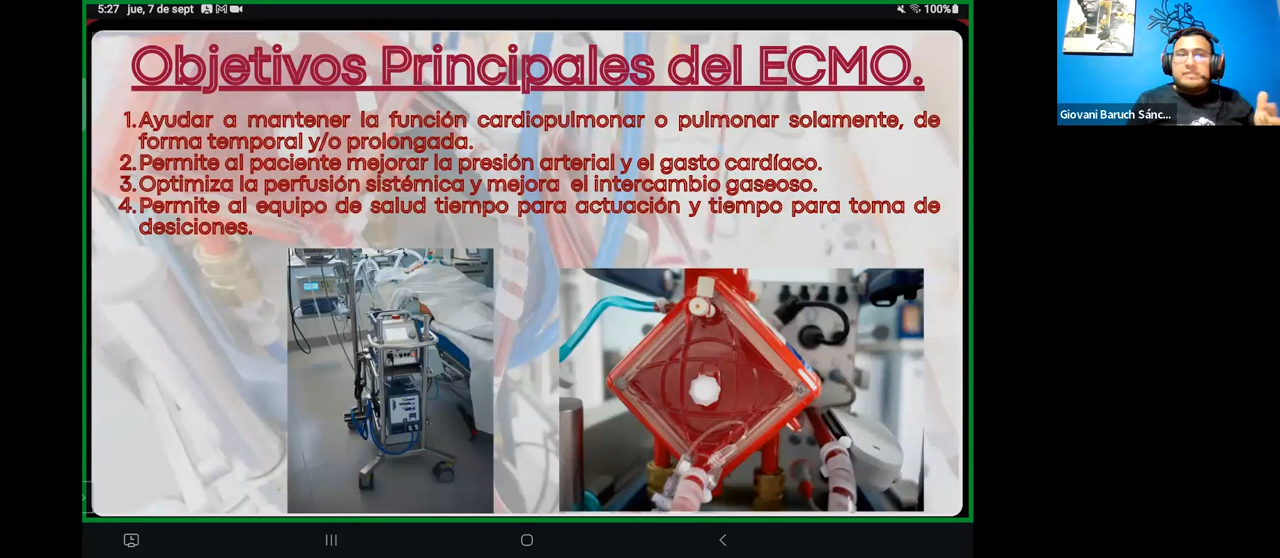 5:27 jue, 7 de sept
100%
Objetivos Principales del ECMO.
1. Ayudar a mantener la función cardiopulmonar o pulmonar solamente, de
forma temporal y/o prolongada.
2. Permite al paciente mejorar la presión arterial y el gasto cardíaco.
3. Optimiza la perfusión sistémica y mejora el intercambio gaseoso.
4. Permite al equipo de salud tiempo para actuación y tiempo para toma de
desiciones.
Giovani Baruch Sánc...